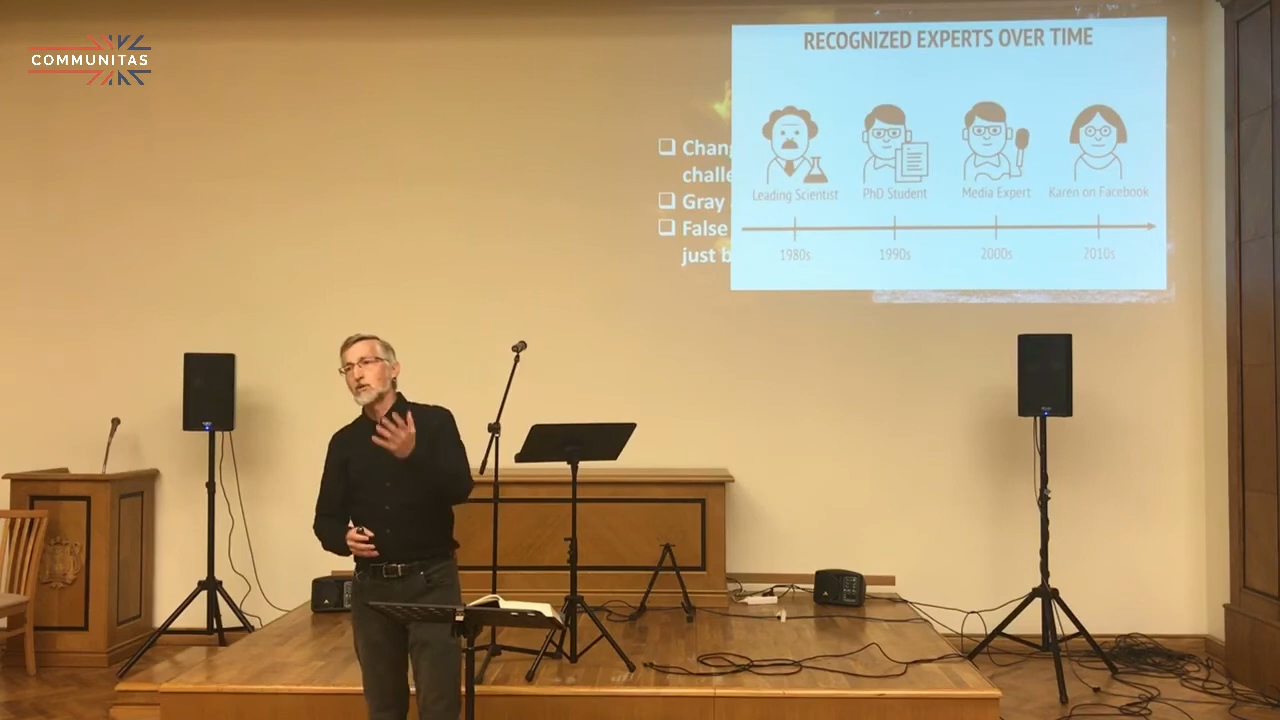 COMMUNITAS
RECOGNIZED EXPERTS OVER TIME
Leading Scientist
PhD Student
Media Expert
Karen on Facebook
1980s
1990s
2000s
2010s
Gray
False
just